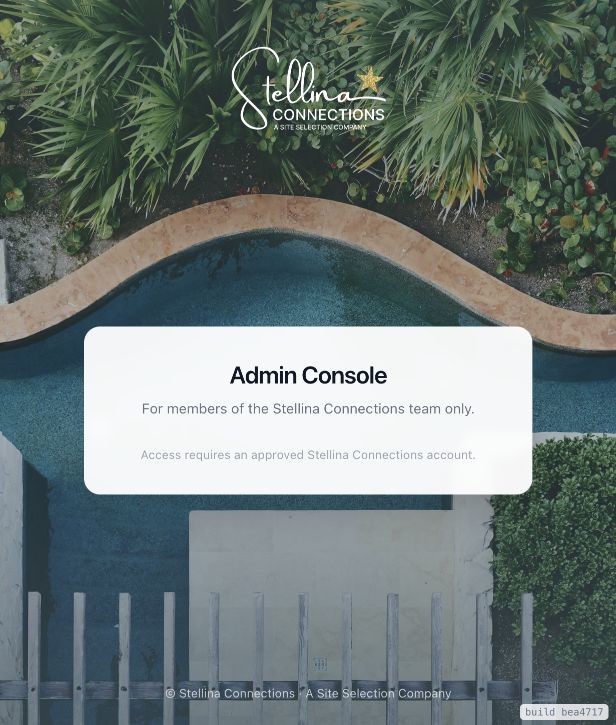 Stellina
CONNECTIONS
A SITE SELECTION COMPANY
Admin Console
For members of the Stellina Connections team only.
Access requires an approved Stellina Connections account.
© Stellina Connections · A Site Selection Company
build bea4717